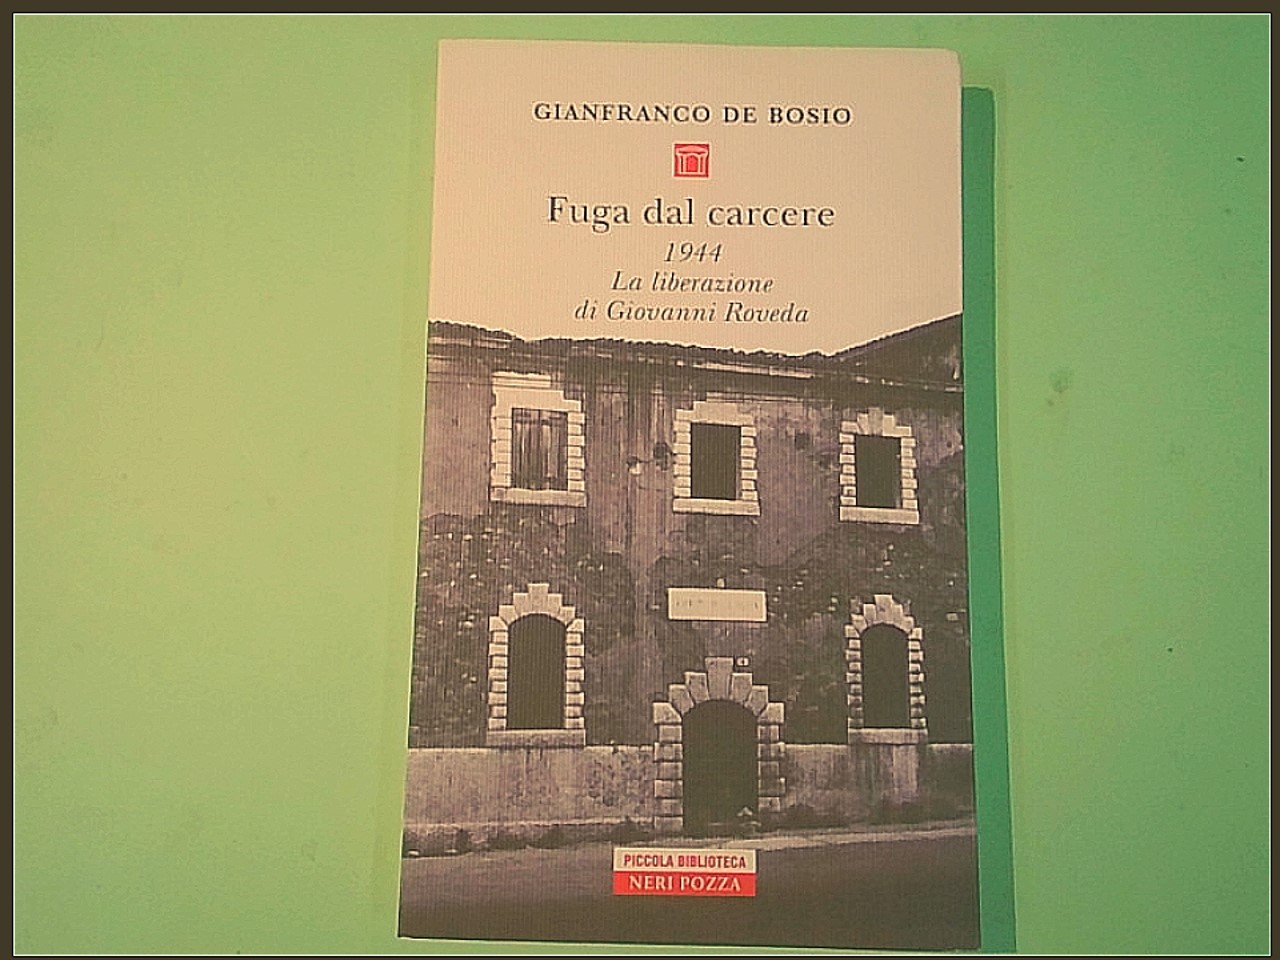 GIANFRANCO DE BOSIO
Fuga dal carcere
1944
La liberazione
di Giovanni Roveda
PICCOLA BIBLIOTECA
NERI POZZA